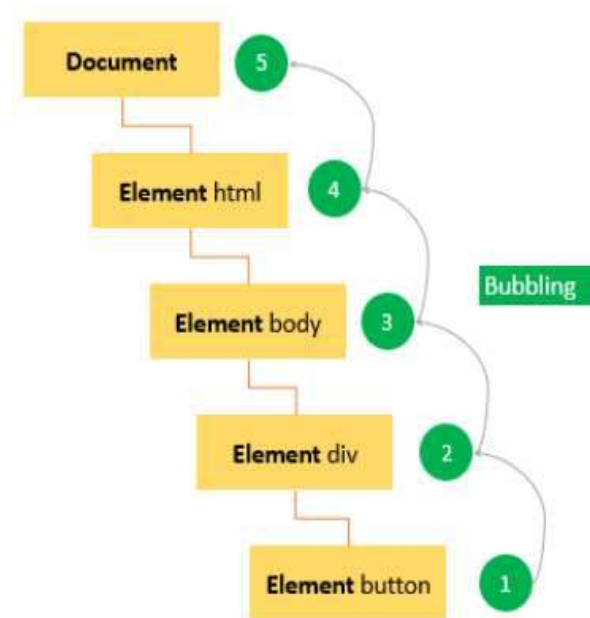 Document 5
Element html 4
Bubbling
Element body 3
Element div 2
Element button 1